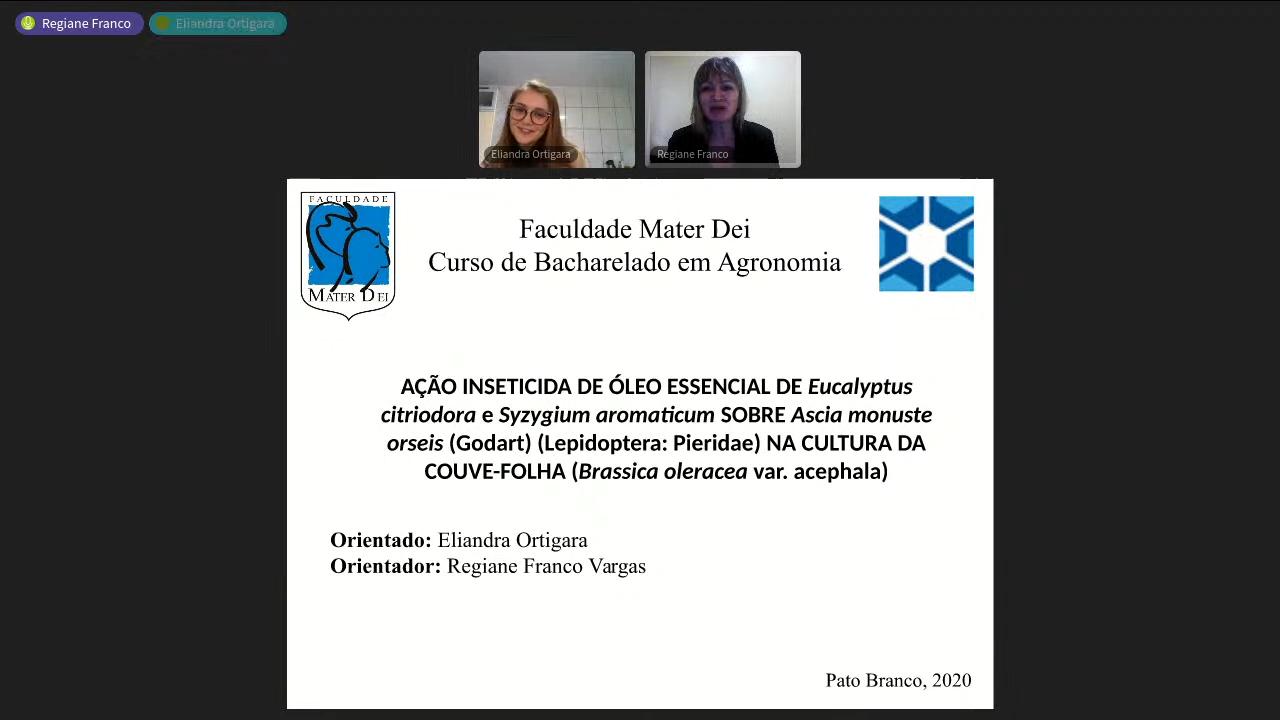 Regiane Franco
Eliandra Ortigara
Eliandra Ortigara
Regiane Franco
FACULDADE
MATER DEI
Faculdade Mater Dei
Curso de Bacharelado em Agronomia
AÇÃO INSETICIDA DE ÓLEO ESSENCIAL DE Eucalyptus
citriodora e Syzygium aromaticum SOBRE Ascia monuste
orseis (Godart) (Lepidoptera: Pieridae) NA CULTURA DA
COUVE-FOLHA (Brassica oleracea var. acephala)
Orientado: Eliandra Ortigara
Orientador: Regiane Franco Vargas
Pato Branco, 2020